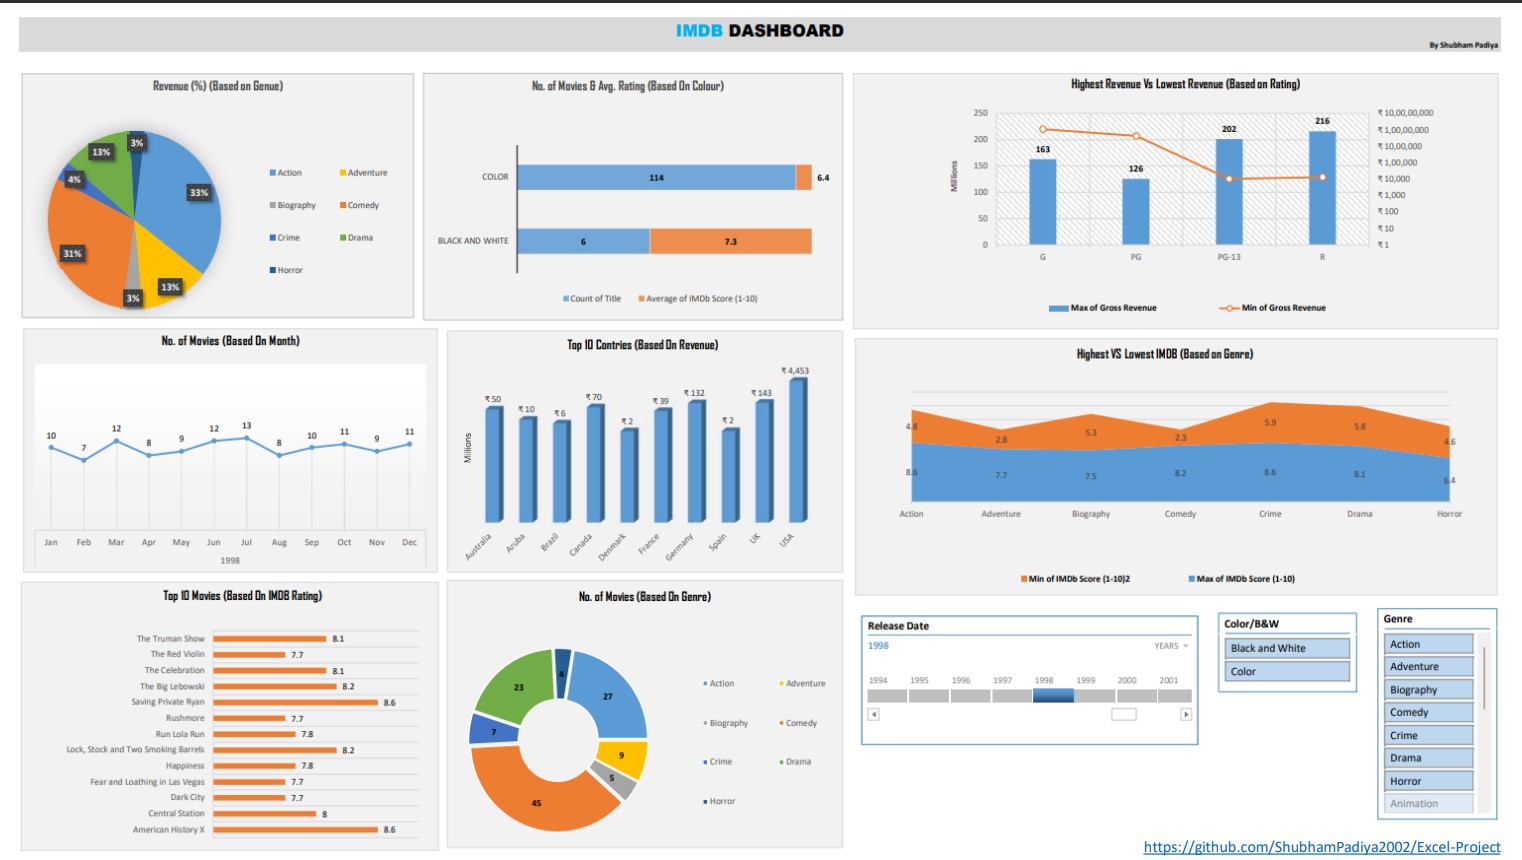 IMDB DASHBOARD
By Shubham Padiya
Revenue (%) (Based on Genue)
3%
13%
4%
33%
31%
13%
3%
Action
Adventure
Biography
Comedy
Crime
Drama
Horror
No. of Movies & Avg. Rating (Based On Colour)
COLOR
114
6.4
BLACK AND WHITE
6
7.3
Count of Title
Average of IMDb Score (1-10)
Highest Revenue Vs Lowest Revenue (Based on Rating)
Millions
250
200
150
100
50
0
163
126
202
216
₹ 10,00,00,000
₹ 1,00,00,000
₹ 10,00,000
₹ 1,00,000
₹ 10,000
₹ 1,000
₹ 100
₹ 10
₹ 1
G
PG
PG-13
R
Max of Gross Revenue
Min of Gross Revenue
No. of Movies (Based On Month)
10
7
12
8
9
12
13
8
10
11
9
11
Jan
Feb
Mar
Apr
May
Jun
Jul
Aug
Sep
Oct
Nov
Dec
1998
Top 10 Contries (Based On Revenue)
Millions
₹ 50
₹ 10
₹ 6
₹ 70
₹ 2
₹ 39
₹ 132
₹ 2
₹ 143
₹ 4,453
Australia
Aruba
Brazil
Canada
Denmark
France
Germany
Spain
UK
USA
Highest VS Lowest IMDB (Based on Genre)
4.8
2.8
5.3
2.3
5.9
5.8
4.6
8.6
7.7
7.5
8.2
8.6
8.1
6.4
Action
Adventure
Biography
Comedy
Crime
Drama
Horror
Min of IMDb Score (1-10)2
Max of IMDb Score (1-10)
Top 10 Movies (Based On IMDB Rating)
The Truman Show 8.1
The Red Violin 7.7
The Celebration 8.1
The Big Lebowski 8.2
Saving Private Ryan 8.6
Rushmore 7.7
Run Lola Run 7.8
Lock, Stock and Two Smoking Barrels 8.2
Happiness 7.8
Fear and Loathing in Las Vegas 7.7
Dark City 7.7
Central Station 8
American History X 8.6
No. of Movies (Based On Genre)
4
27
23
7
9
5
45
Action
Adventure
Biography
Comedy
Crime
Drama
Horror
Release Date
1998
YEARS
1994 1995 1996 1997 1998 1999 2000 2001
Color/B&W
Black and White
Color
Genre
Action
Adventure
Biography
Comedy
Crime
Drama
Horror
Animation
https://github.com/ShubhamPadiya2002/Excel-Project